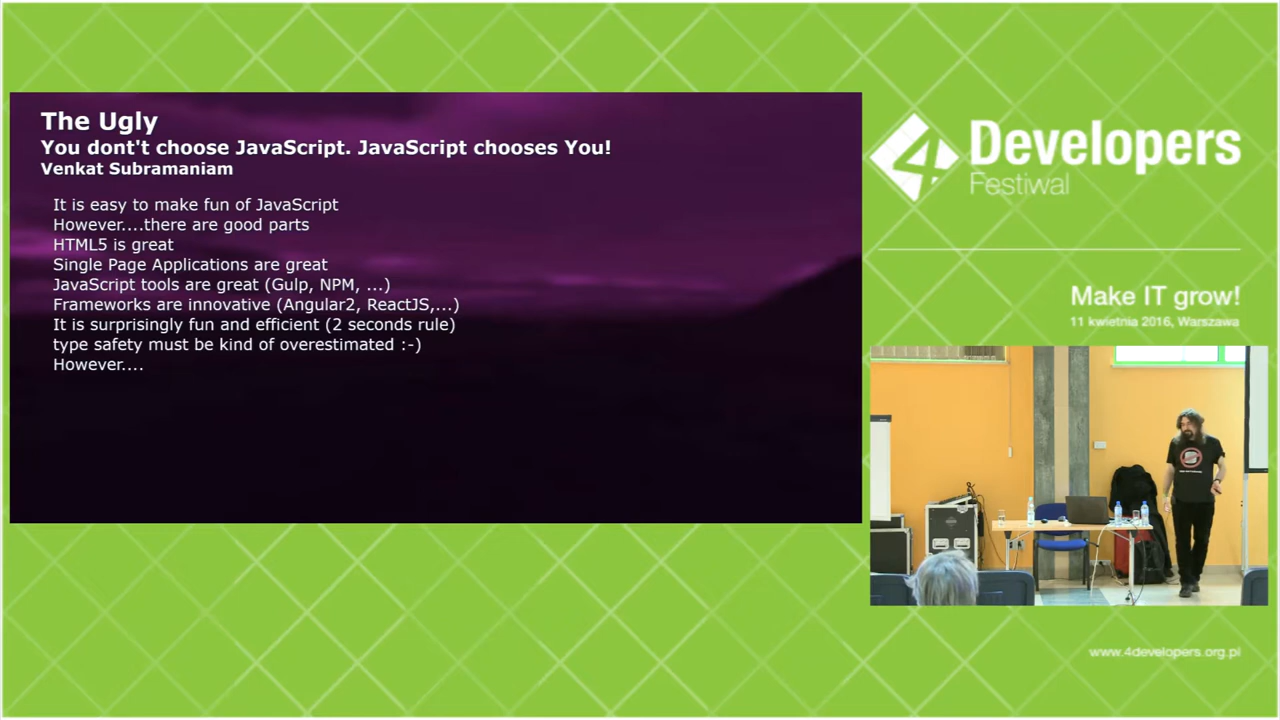 The Ugly
You dont't choose JavaScript. JavaScript chooses You!
Venkat Subramaniam
It is easy to make fun of JavaScript
However....there are good parts
HTML5 is great
Single Page Applications are great
JavaScript tools are great (Gulp, NPM, ...)
Frameworks are innovative (Angular2, ReactJS,...)
It is surprisingly fun and efficient (2 seconds rule)
type safety must be kind of overestimated :-)
However....
4 Developers
Festiwal
Make IT grow!
11 kwietnia 2016, Warszawa
www.4developers.org.pl